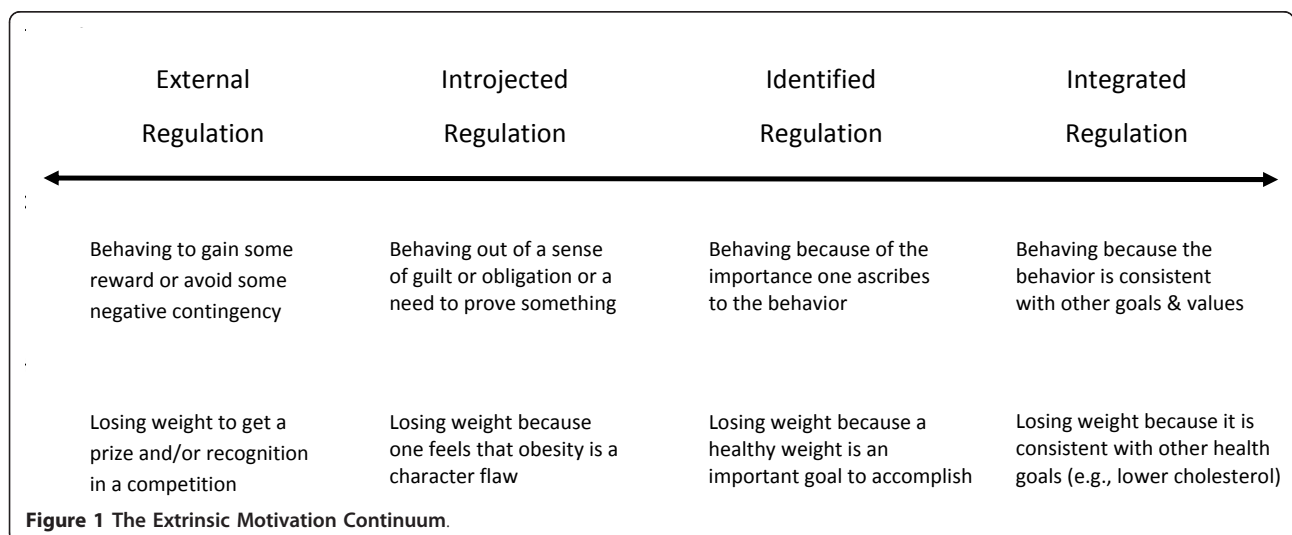 External
Regulation
Introjected
Regulation
Identified
Regulation
Integrated
Regulation
Behaving to gain some
reward or avoid some
negative contingency
Behaving out of a sense
of guilt or obligation or a
need to prove something
Behaving because of the
importance one ascribes
to the behavior
Behaving because the
behavior is consistent
with other goals & values
Losing weight to get a
prize and/or recognition
in a competition
Losing weight because
one feels that obesity is a
character flaw
Losing weight because a
healthy weight is an
important goal to accomplish
Losing weight because it is
consistent with other health
goals (e.g., lower cholesterol)
Figure 1 The Extrinsic Motivation Continuum.